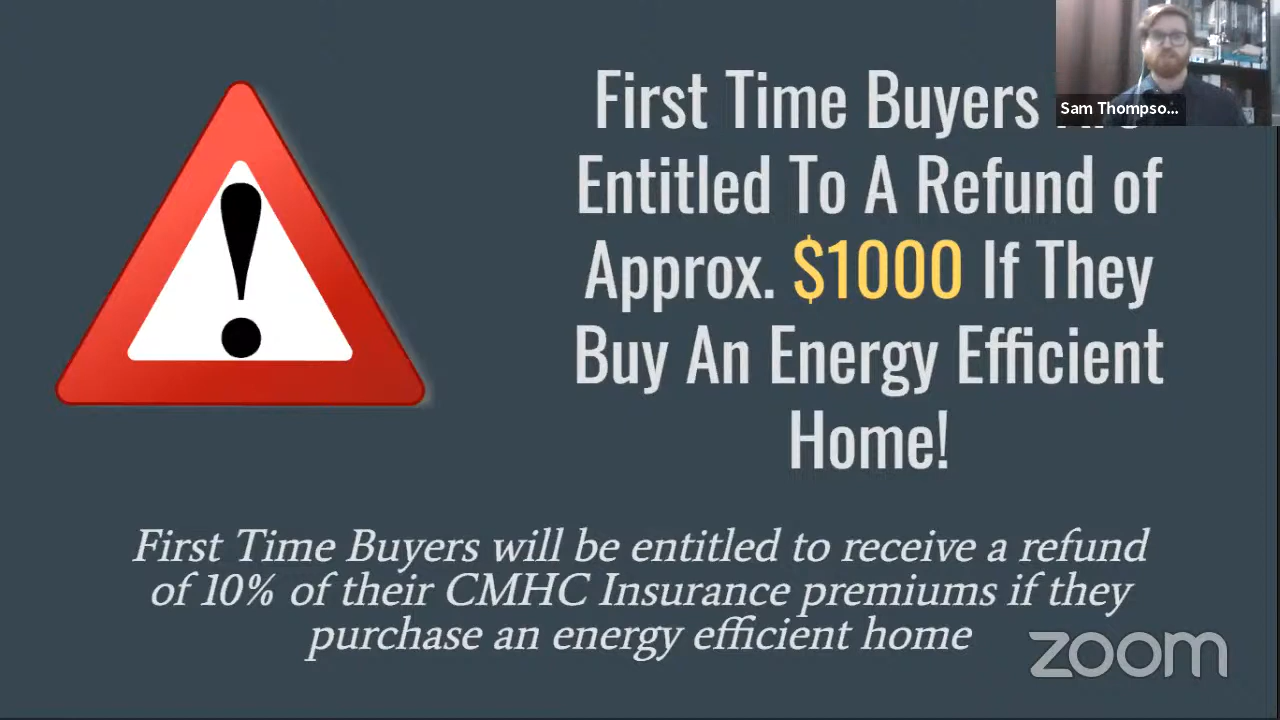 First Time Buyers
Entitled To A Refund of
Approx. $1000 If They
Buy An Energy Efficient
Home!
First Time Buyers will be entitled to receive a refund
of 10% of their CMHC Insurance premiums if they
purchase an energy efficient home
Sam Thompso...
zoom